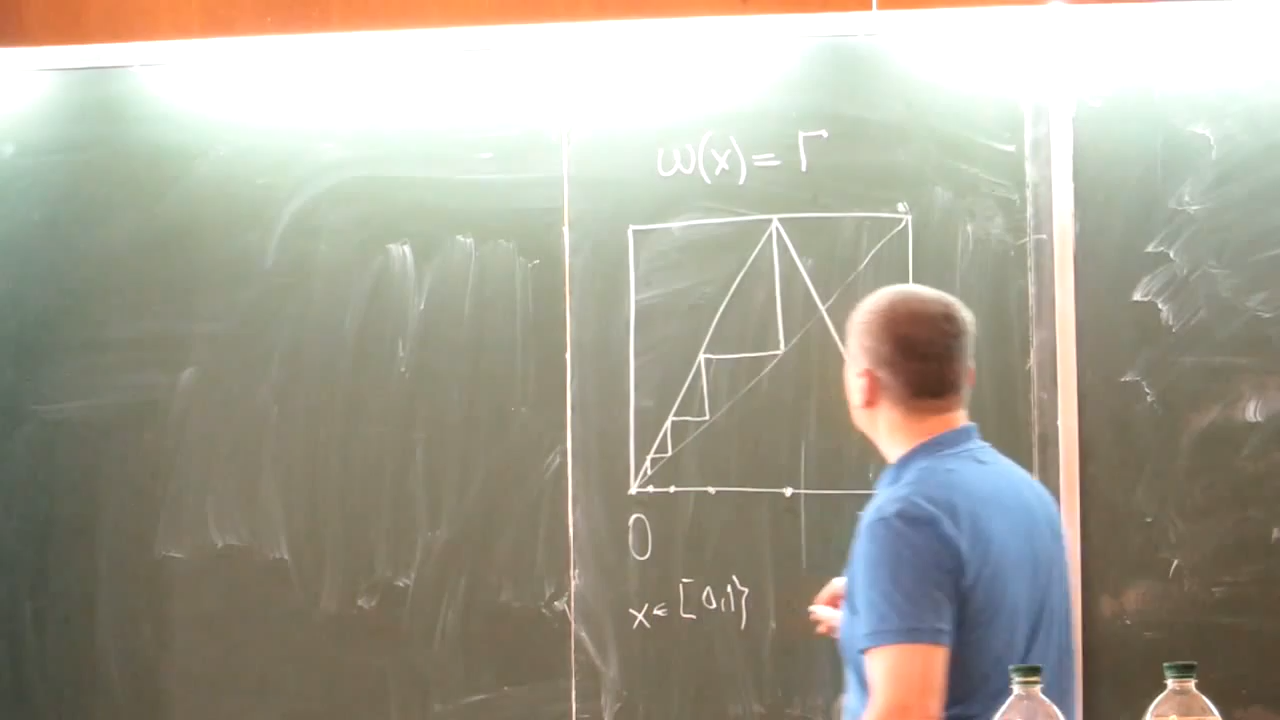 ω(x) = Γ
0
x ∈ [0,1}